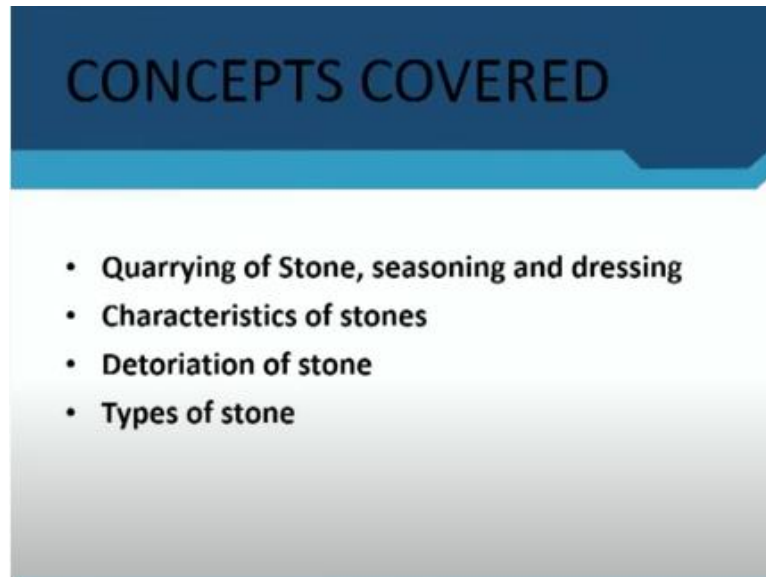 CONCEPTS COVERED
• Quarrying of Stone, seasoning and dressing
• Characteristics of stones
• Detoriation of stone
• Types of stone